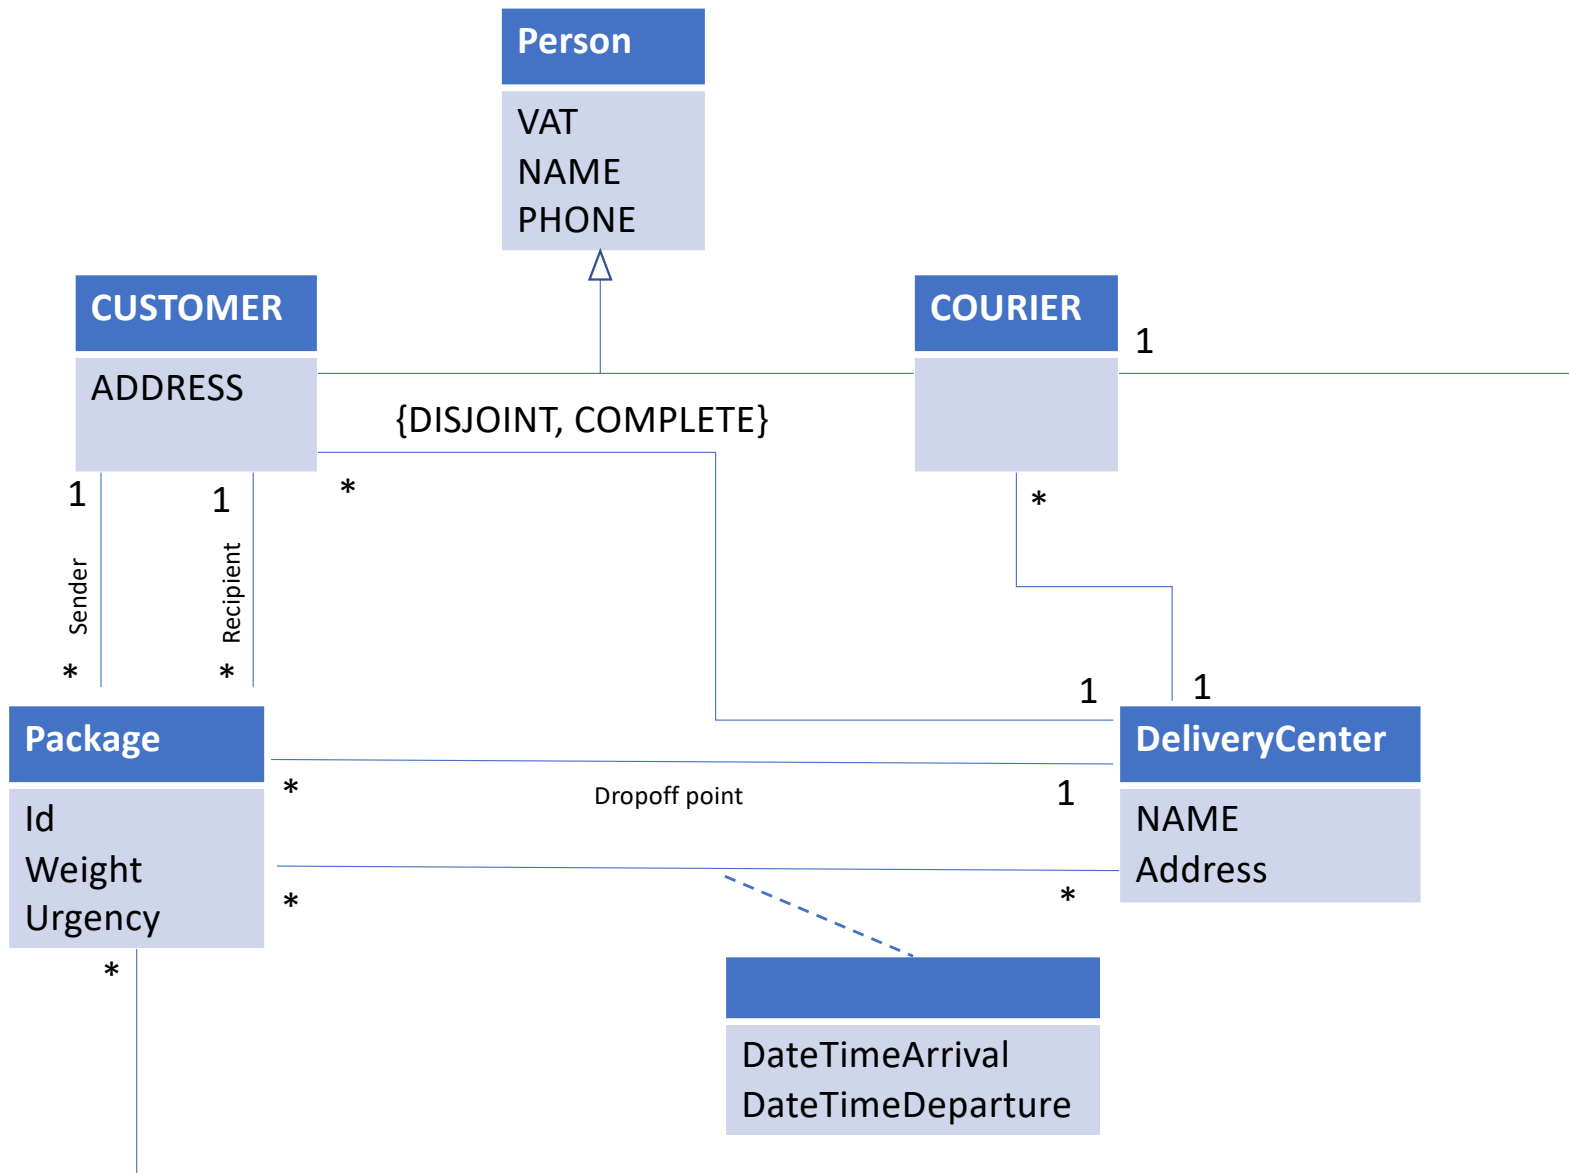 Person
VAT
NAME
PHONE
CUSTOMER
ADDRESS
COURIER
1
{DISJOINT, COMPLETE}
1
1
*
*
Sender
Recipient
*
*
1
1
Package
Id
Weight
Urgency
DeliveryCenter
NAME
Address
*
Dropoff point
1
*
*
*
DateTimeArrival
DateTimeDeparture